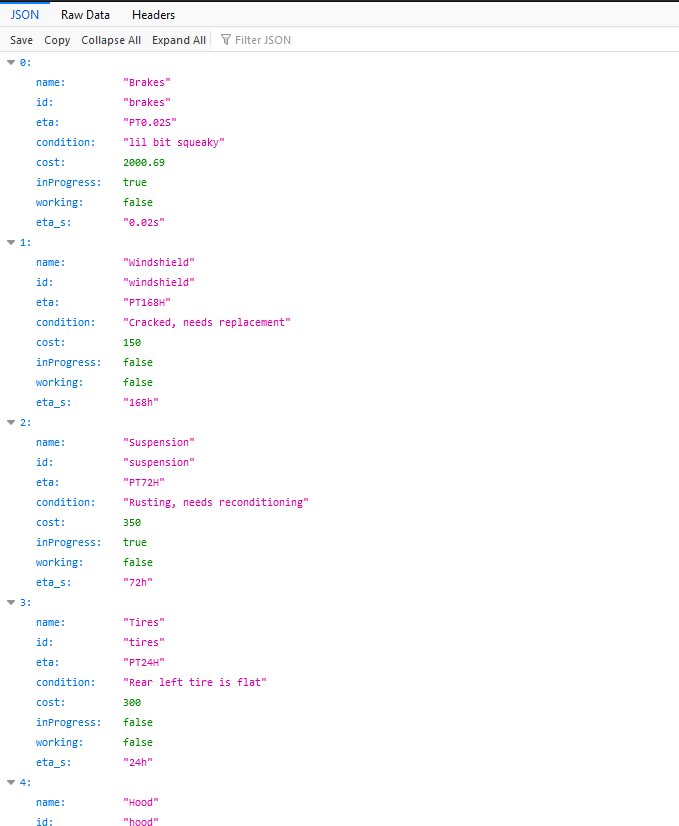 JSON Raw Data Headers
Save Copy Collapse All Expand All Filter JSON
0:
name: "Brakes"
id: "brakes"
eta: "PT0.02S"
condition: "lil bit squeaky"
cost: 2000.69
inProgress: true
working: false
eta_s: "0.02s"
1:
name: "Windshield"
id: "windshield"
eta: "PT168H"
condition: "Cracked, needs replacement"
cost: 150
inProgress: false
working: false
eta_s: "168h"
2:
name: "Suspension"
id: "suspension"
eta: "PT72H"
condition: "Rusting, needs reconditioning"
cost: 350
inProgress: true
working: false
eta_s: "72h"
3:
name: "Tires"
id: "tires"
eta: "PT24H"
condition: "Rear left tire is flat"
cost: 300
inProgress: false
working: false
eta_s: "24h"
4:
name: "Hood"
id: "hood"